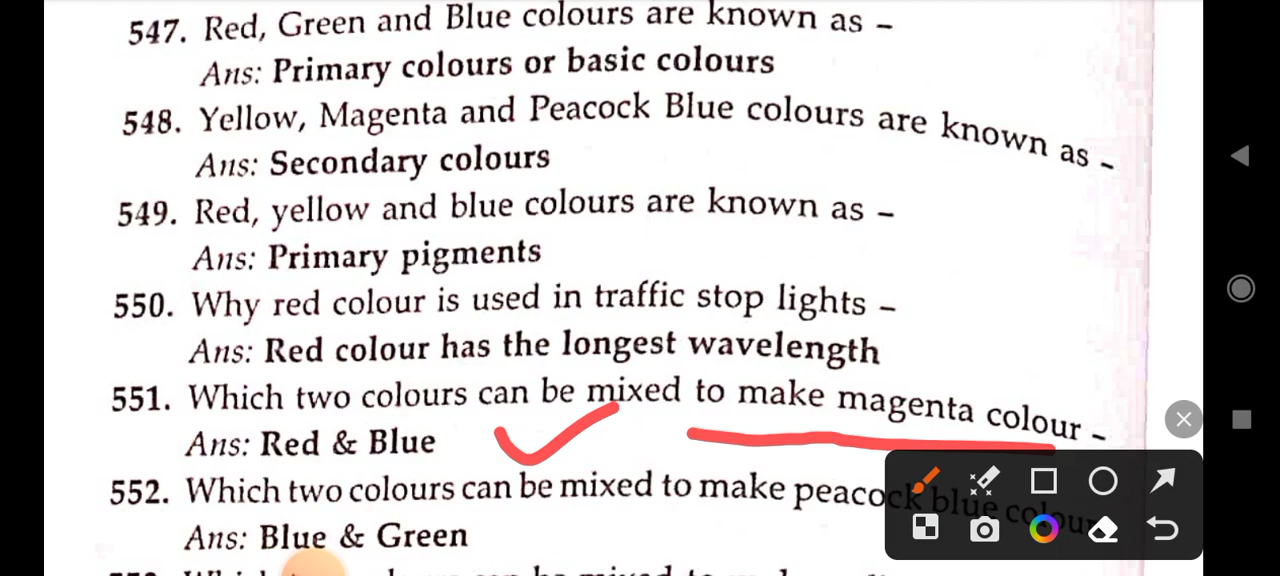 547. Red, Green and Blue colours are known as –
Ans: Primary colours or basic colours
548. Yellow, Magenta and Peacock Blue colours are known as –
Ans: Secondary colours
549. Red, yellow and blue colours are known as –
Ans: Primary pigments
550. Why red colour is used in traffic stop lights –
Ans: Red colour has the longest wavelength
551. Which two colours can be mixed to make magenta colour –
Ans: Red & Blue
552. Which two colours can be mixed to make peacock blue colour
Ans: Blue & Green